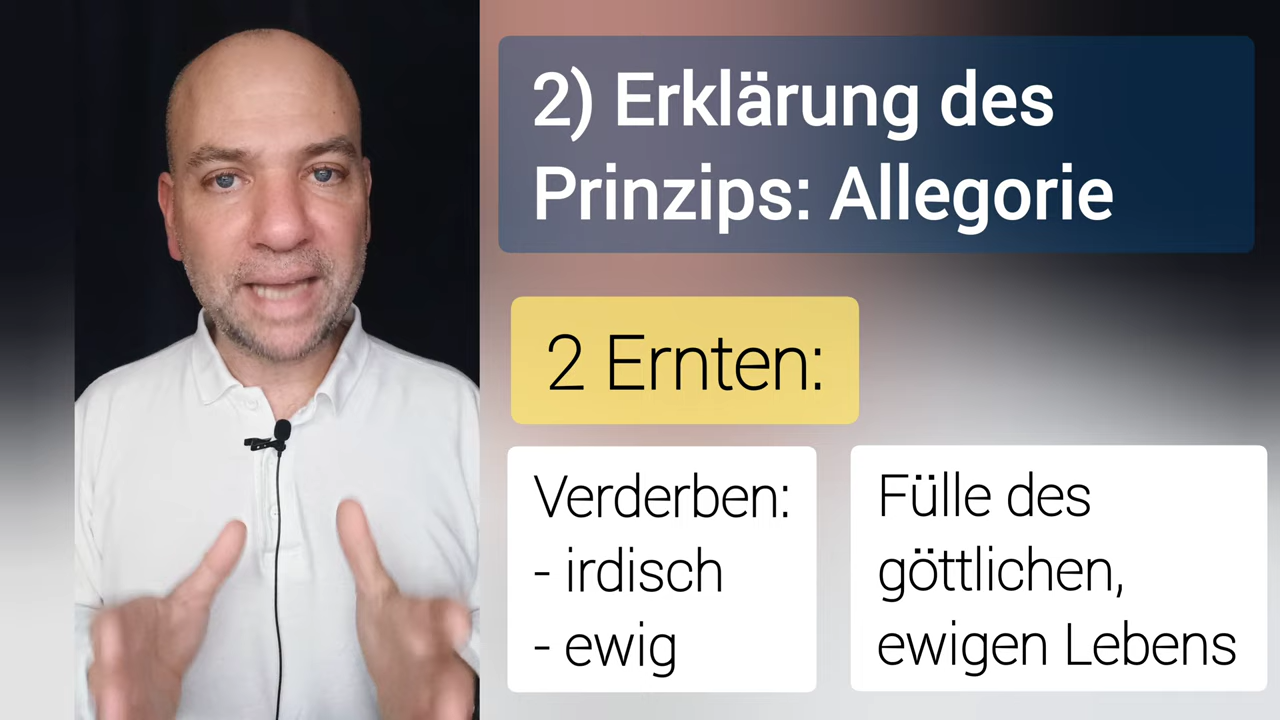 2) Erklärung des
Prinzips: Allegorie
2 Ernten:
Verderben:
- irdisch
- ewig
Fülle des
göttlichen,
ewigen Lebens